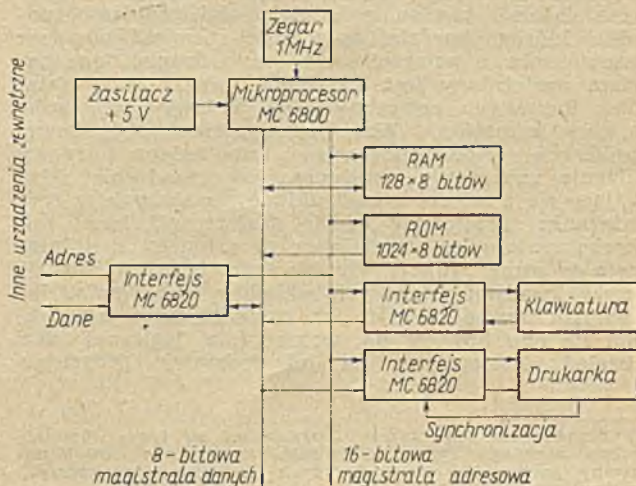 Zegar
1MHz
Zasilacz
+ 5 V
Mikroprocesor
MC 6800
Inne urządzenia zewnętrzne
RAM
128 × 8 bitów
ROM
1024 × 8 bitów
Adres
Interfejs
MC 6820
Dane
Interfejs
MC 6820
Klawiatura
Interfejs
MC 6820
Drukarka
Synchronizacja
8 - bitowa
magistrala danych
16 - bitowa
magistrala adresowa